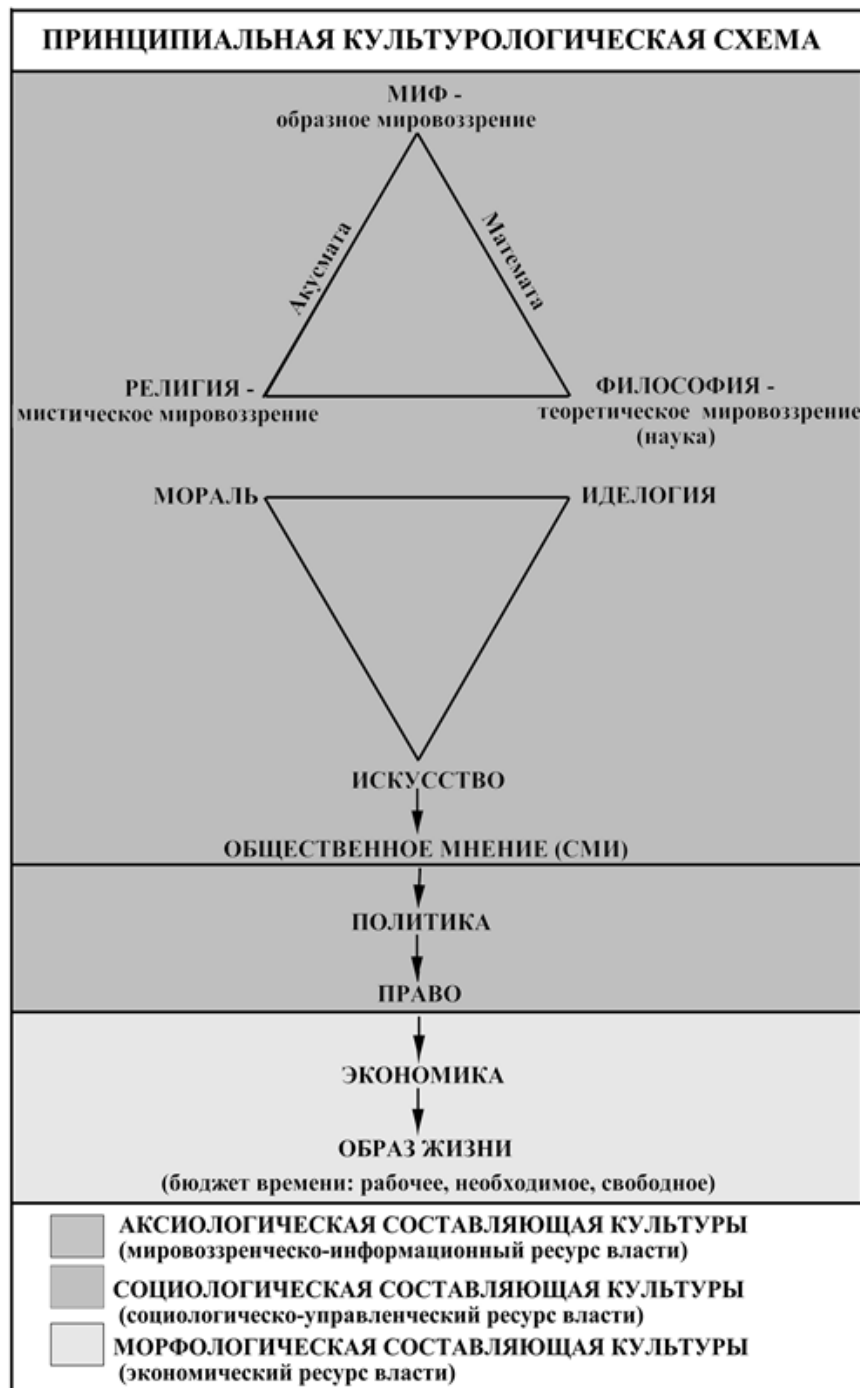 ПРИНЦИПИАЛЬНАЯ КУЛЬТУРОЛОГИЧЕСКАЯ СХЕМА
МИФ -
образное мировоззрение
Акусмата
Математа
РЕЛИГИЯ -
мистическое мировоззрение
ФИЛОСОФИЯ -
теоретическое мировоззрение
(наука)
МОРАЛЬ
ИДЕЛОГИЯ
ИСКУССТВО
ОБЩЕСТВЕННОЕ МНЕНИЕ (СМИ)
ПОЛИТИКА
ПРАВО
ЭКОНОМИКА
ОБРАЗ ЖИЗНИ
(бюджет времени: рабочее, необходимое, свободное)
АКСИОЛОГИЧЕСКАЯ СОСТАВЛЯЮЩАЯ КУЛЬТУРЫ
(мировоззренческо-информационный ресурс власти)
СОЦИОЛОГИЧЕСКАЯ СОСТАВЛЯЮЩАЯ КУЛЬТУРЫ
(социологическо-управленческий ресурс власти)
МОРФОЛОГИЧЕСКАЯ СОСТАВЛЯЮЩАЯ КУЛЬТУРЫ
(экономический ресурс власти)